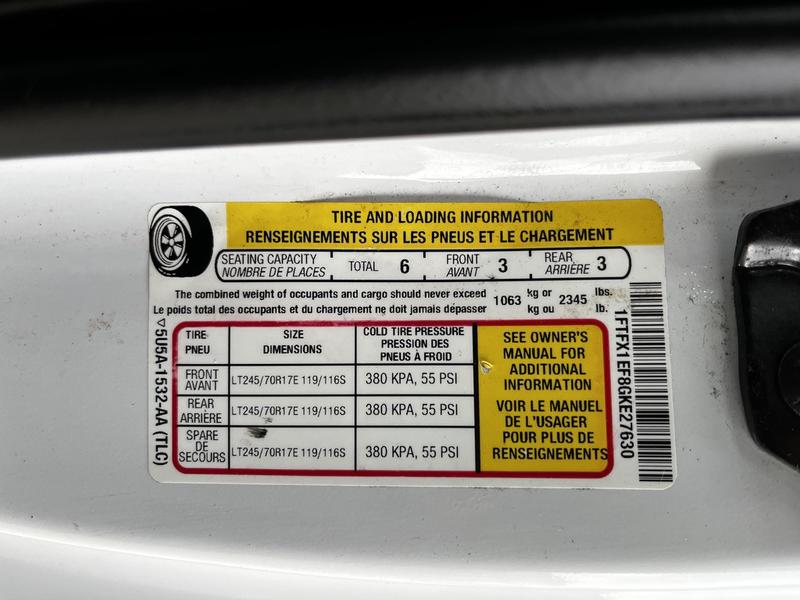 TIRE AND LOADING INFORMATION
RENSEIGNEMENTS SUR LES PNEUS ET LE CHARGEMENT
SEATING CAPACITY
NOMBRE DE PLACES
TOTAL 6
FRONT
AVANT 3
REAR
ARRIÈRE 3
The combined weight of occupants and cargo should never exceed 1063 kg or 2345 lbs.
Le poids total des occupants et du chargement ne doit jamais dépasser kg ou lb.
TIRE
PNEU
SIZE
DIMENSIONS
COLD TIRE PRESSURE
PRESSION DES
PNEUS À FROID
FRONT
AVANT
LT245/70R17E 119/116S
380 KPA, 55 PSI
REAR
ARRIÈRE
LT245/70R17E 119/116S
380 KPA, 55 PSI
SPARE
DE
SECOURS
LT245/70R17E 119/116S
380 KPA, 55 PSI
SEE OWNER'S
MANUAL FOR
ADDITIONAL
INFORMATION
VOIR LE MANUEL
DE L'USAGER
POUR PLUS DE
RENSEIGNEMENTS
5U5A-1532-AA (TLC)
1FTFX1EF8GKE27630